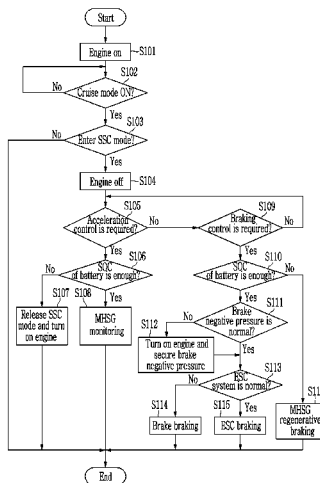 Start
Engine on
S101
S102
No
Cruise mode ON?
Yes
S103
No
Enter SSC mode?
Yes
S104
Engine off
S105
Acceleration
control is required?
No
S109
Braking
control is required?
No
Yes
S106
SOC
of battery is enough?
No
Yes
S107
S108
Release SSC
mode and turn
on engine
MHSG
monitoring
Yes
S110
SOC
of battery is enough?
No
Yes
S111
Brake
negative pressure is
normal?
S112
No
Turn on engine and
secure brake
negative pressure.
Yes
S113
ESC
system is normal?
No
Yes
S114
S115
Brake braking
ESC braking
MHSG
regenerative
braking
End